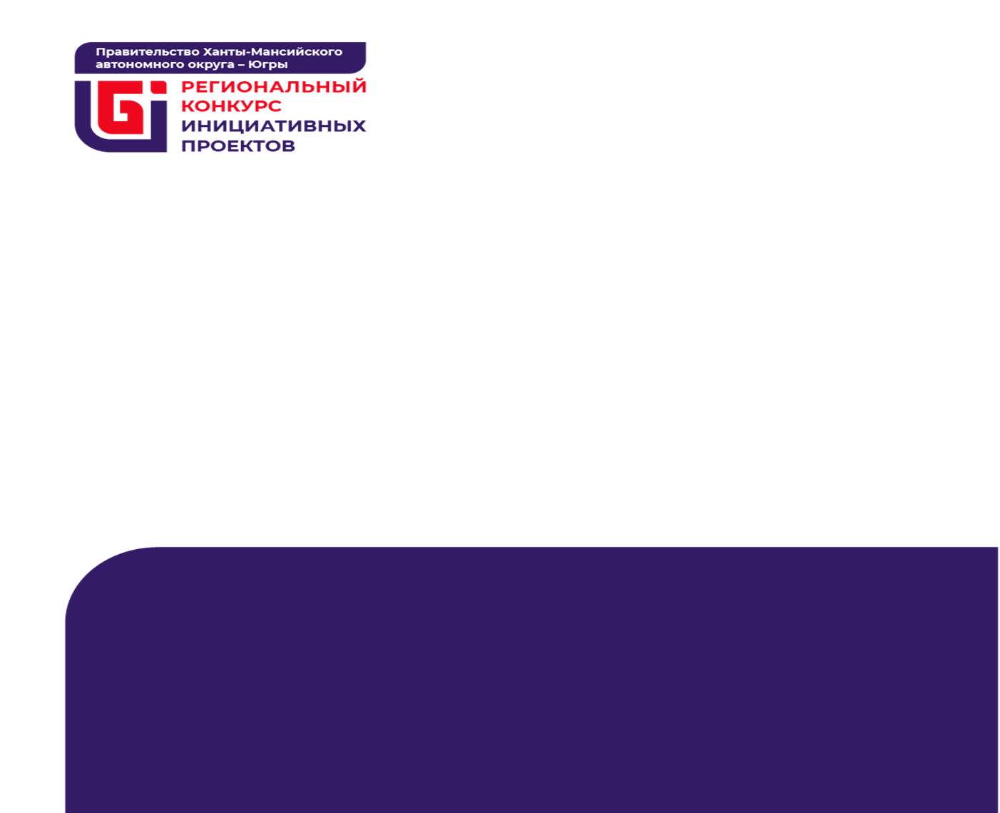 Правительство Ханты-Мансийского
автономного округа – Югры
РЕГИОНАЛЬНЫЙ
КОНКУРС
ИНИЦИАТИВНЫХ
ПРОЕКТОВ